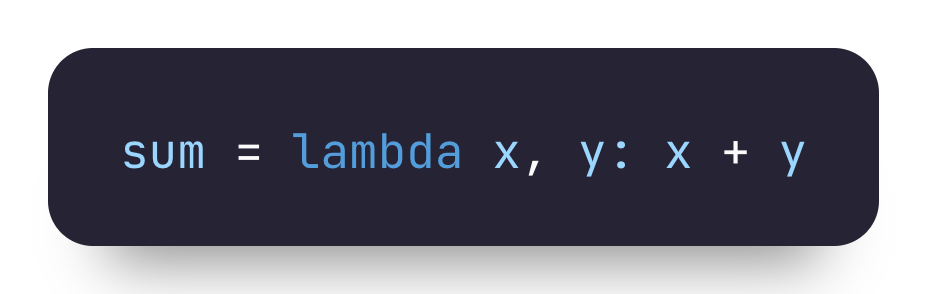 sum = lambda x, y: x + y